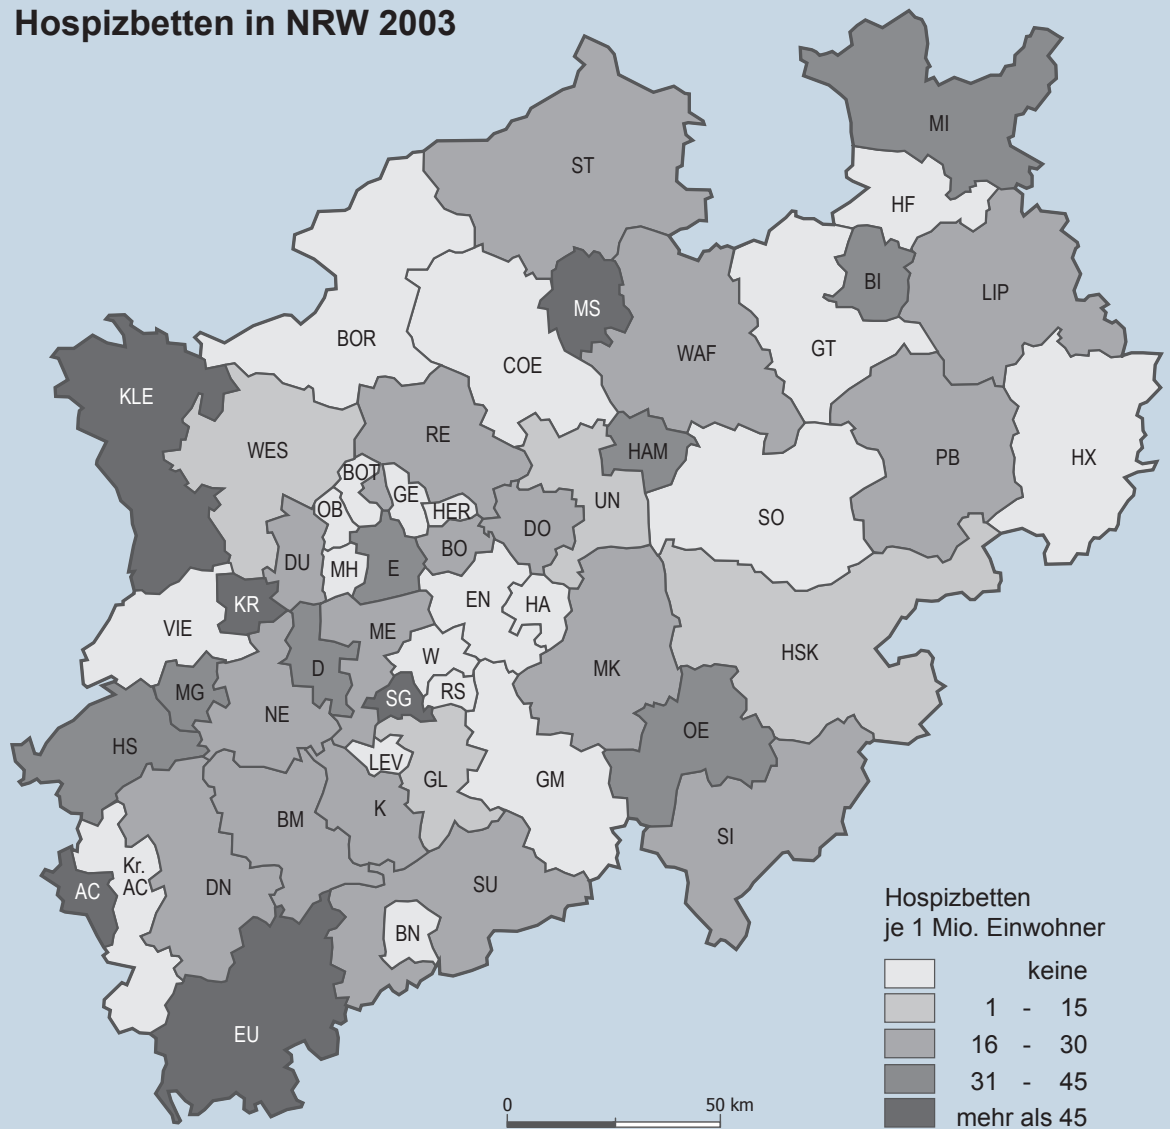 Hospizbetten in NRW 2003
MI
ST
HF
BI
LIP
MS
BOR
WAF
GT
COE
KLE
RE
WES
HAM
PB
HX
BOT
GE
UN
OB
HER
SO
DO
BO
DU
MH
E
KR
EN
HA
VIE
ME
W
HSK
D
MK
MG
SG
RS
NE
OE
HS
LEV
GL
GM
K
BM
SI
Kr.
AC
AC
DN
SU
BN
EU
Hospizbetten
je 1 Mio. Einwohner
keine
1 - 15
16 - 30
31 - 45
mehr als 45
0 50 km